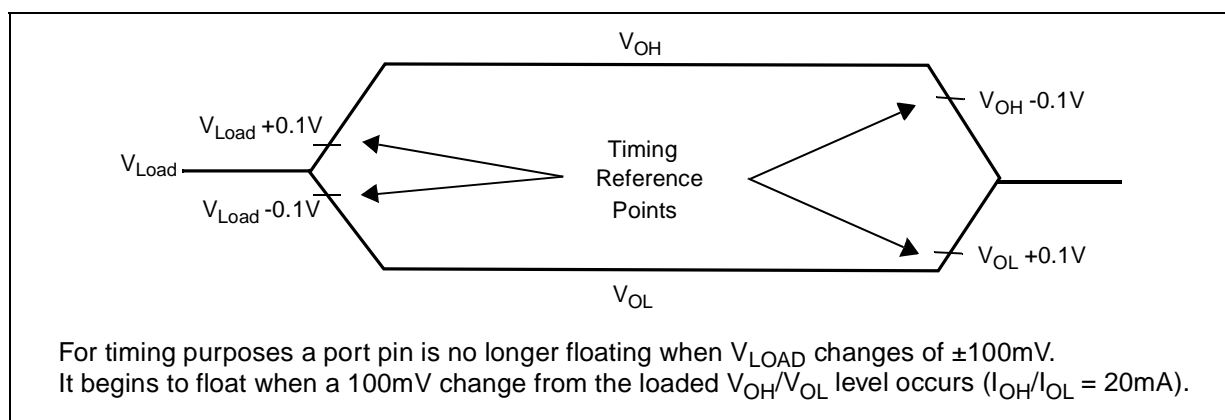 VOH
VLoad +0.1V
VOH -0.1V
VLoad
Timing
Reference
Points
VLoad -0.1V
VOL +0.1V
VOL
For timing purposes a port pin is no longer floating when VLOAD changes of ±100mV.
It begins to float when a 100mV change from the loaded VOH/VOL level occurs (IOH/IOL = 20mA).